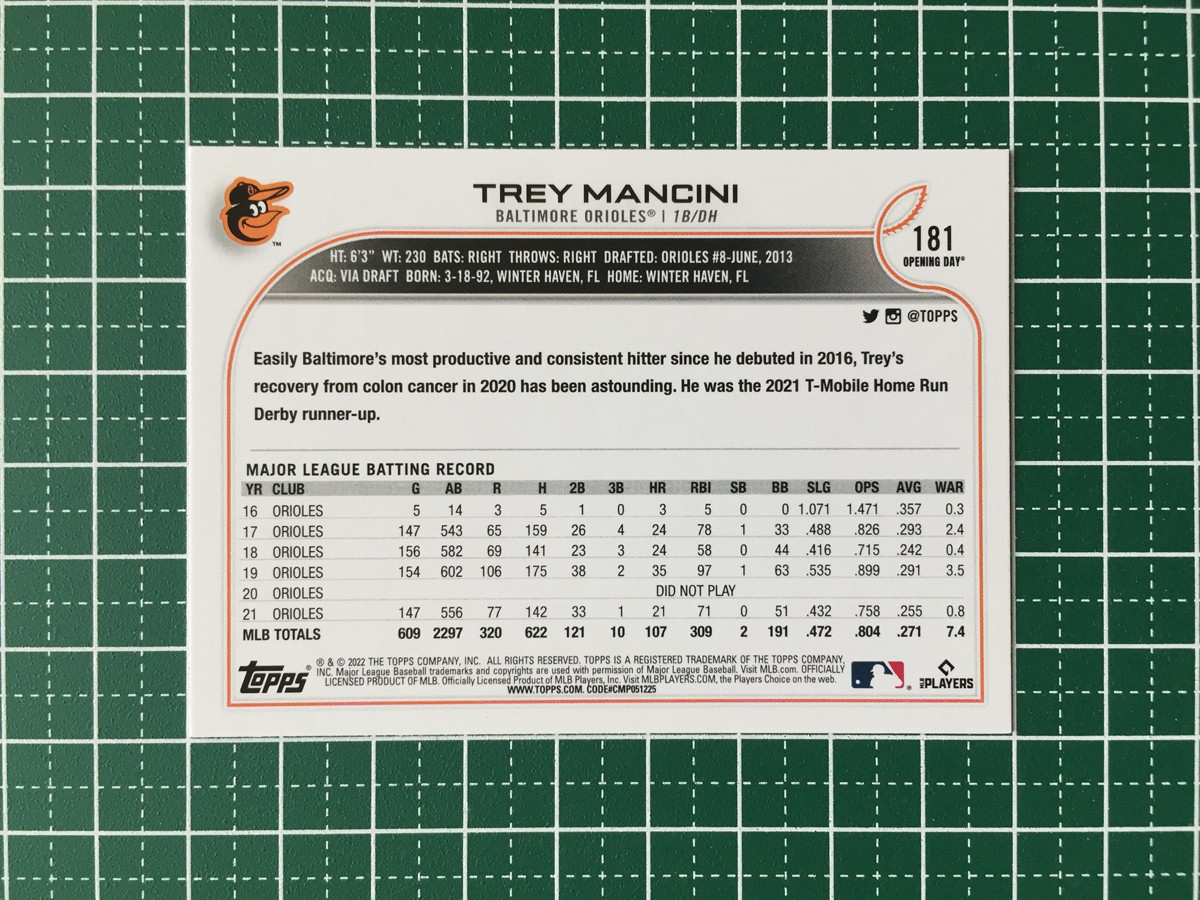 TREY MANCINI
BALTIMORE ORIOLES® | 1B/DH
181
OPENING DAY®
HT: 6'3" WT: 230 BATS: RIGHT THROWS: RIGHT DRAFTED: ORIOLES #8-JUNE, 2013
ACQ: VIA DRAFT BORN: 3-18-92, WINTER HAVEN, FL HOME: WINTER HAVEN, FL
™
@TOPPS
Easily Baltimore's most productive and consistent hitter since he debuted in 2016, Trey's
recovery from colon cancer in 2020 has been astounding. He was the 2021 T-Mobile Home Run
Derby runner-up.
MAJOR LEAGUE BATTING RECORD
YR CLUB G AB R H 2B 3B HR RBI SB BB SLG OPS AVG WAR
16 ORIOLES 5 14 3 5 1 0 3 5 0 0 1.071 1.471 .357 0.3
17 ORIOLES 147 543 65 159 26 4 24 78 1 33 .488 .826 .293 2.4
18 ORIOLES 156 582 69 141 23 3 24 58 0 44 .416 .715 .242 0.4
19 ORIOLES 154 602 106 175 38 2 35 97 1 63 .535 .899 .291 3.5
20 ORIOLES DID NOT PLAY
21 ORIOLES 147 556 77 142 33 1 21 71 0 51 .432 .758 .255 0.8
MLB TOTALS 609 2297 320 622 121 10 107 309 2 191 .472 .804 .271 7.4
Topps®
® & © 2022 THE TOPPS COMPANY, INC. ALL RIGHTS RESERVED. TOPPS IS A REGISTERED TRADEMARK OF THE TOPPS COMPANY,
INC. Major League Baseball trademarks and copyrights are used with permission of Major League Baseball. Visit MLB.com. OFFICIALLY
LICENSED PRODUCT OF MLB. Officially Licensed Product of MLB Players, Inc. Visit MLBPLAYERS.COM, the Players Choice on the web.
WWW.TOPPS.COM. CODE#CMP051225
®
MLB PLAYERS